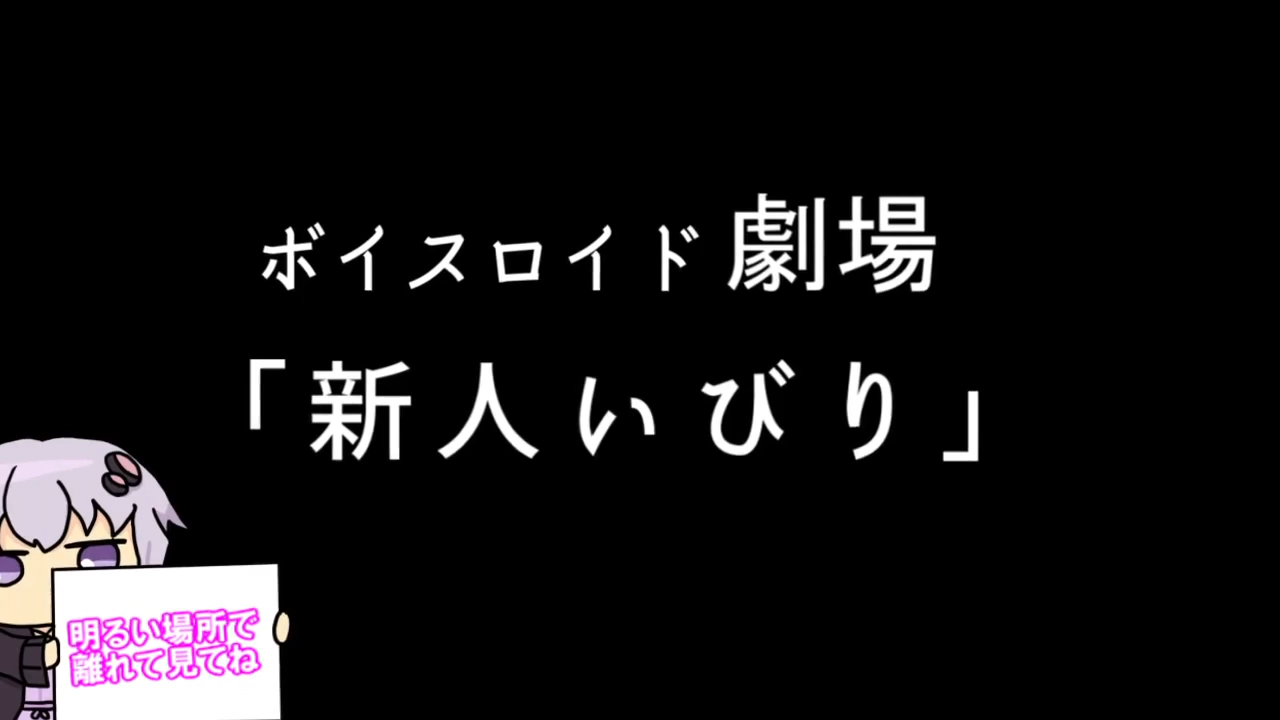 ボイスロイド劇場
「新人いびり」
明るい場所で
離れて見てね